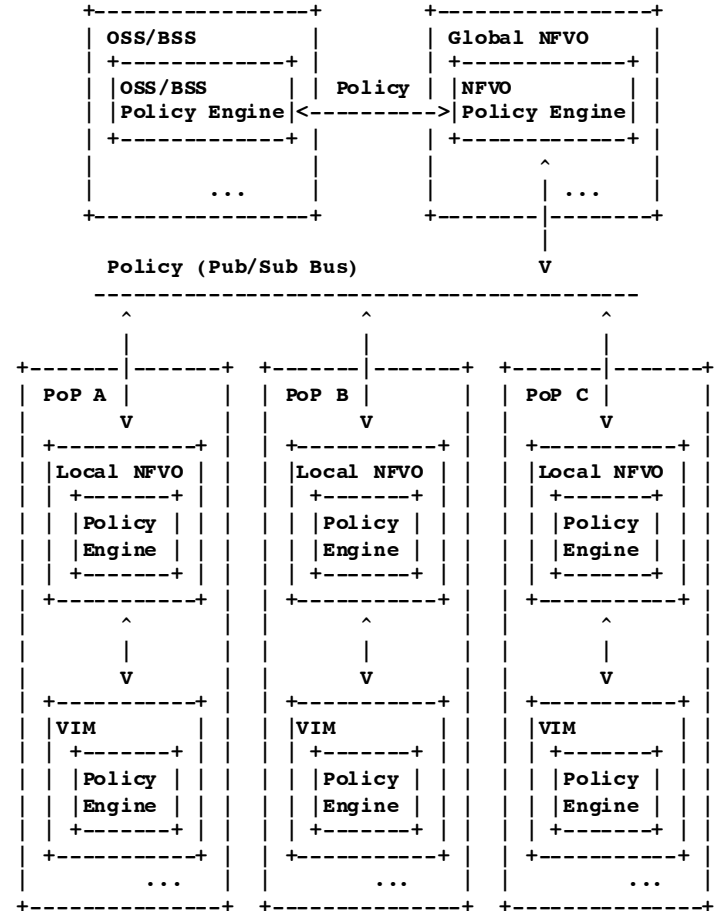 OSS/BSS Global NFVO
OSS/BSS Policy NFVO
Policy Engine Policy Engine
... ...
Policy (Pub/Sub Bus)
PoP A PoP B PoP C
Local NFVO Local NFVO Local NFVO
Policy Policy Policy
Engine Engine Engine
VIM VIM VIM
Policy Policy Policy
Engine Engine Engine
... ... ...